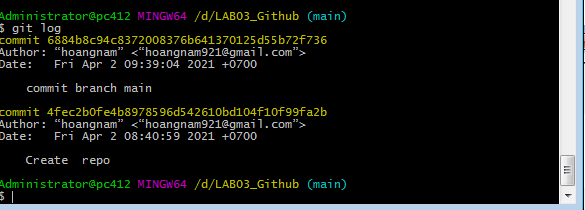 Administrator@pc412 MINGW64 /d/LAB03_Github (main)
$ git log
commit 6884b8c94c8372008376b641370125d55b72f736
Author: “hoangnam” <“hoangnam921@gmail.com”>
Date:   Fri Apr 2 09:39:04 2021 +0700
    commit branch main
commit 4fec2b0fe4b8978596d542610bd104f10f99fa2b
Author: “hoangnam” <“hoangnam921@gmail.com”>
Date:   Fri Apr 2 08:40:59 2021 +0700
    Create  repo
Administrator@pc412 MINGW64 /d/LAB03_Github (main)
$